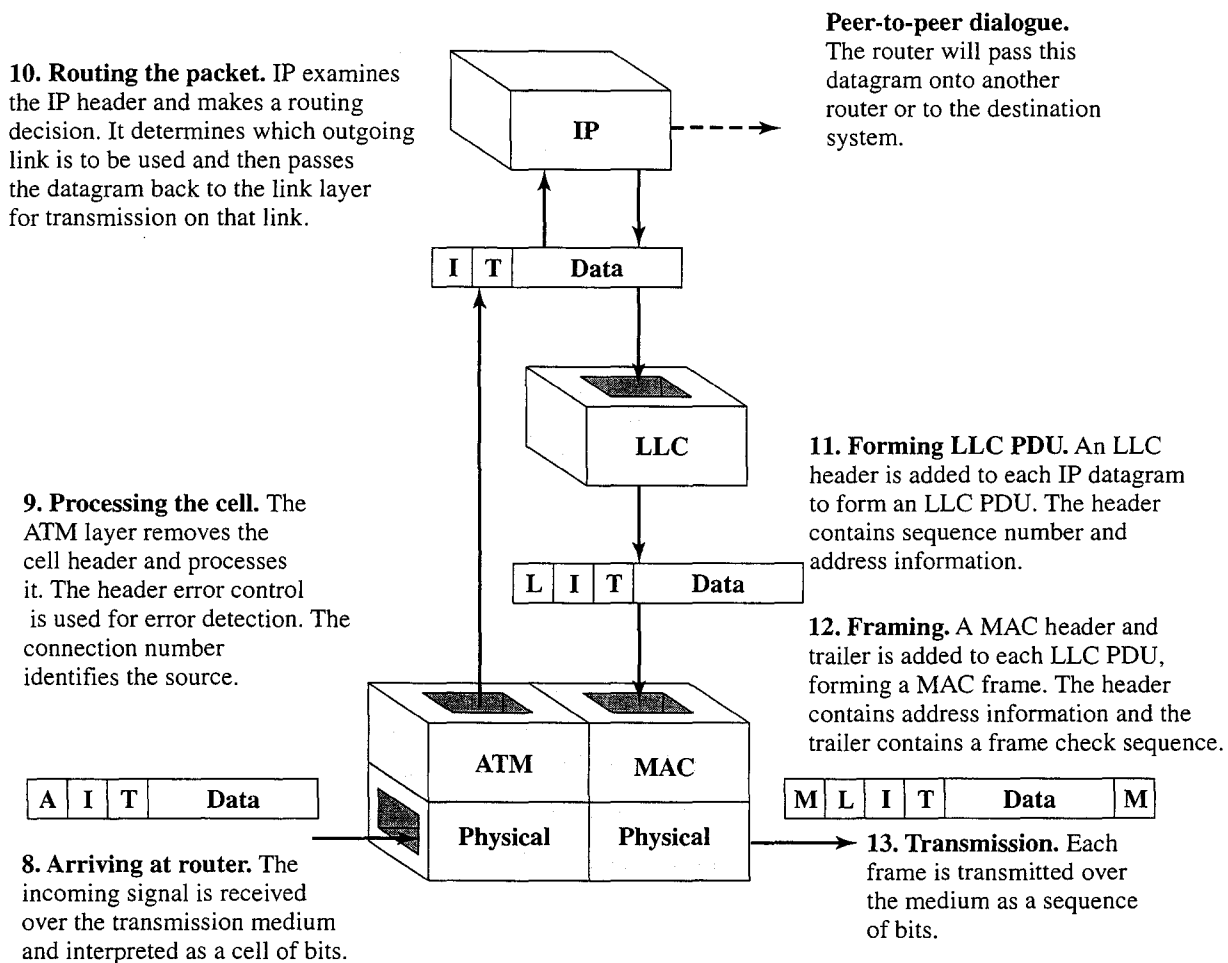 Peer-to-peer dialogue.
The router will pass this
datagram onto another
router or to the destination
system.
10. Routing the packet. IP examines
the IP header and makes a routing
decision. It determines which outgoing
link is to be used and then passes
the datagram back to the link layer
for transmission on that link.
IP
I T Data
LLC
11. Forming LLC PDU. An LLC
header is added to each IP datagram
to form an LLC PDU. The header
contains sequence number and
address information.
9. Processing the cell. The
ATM layer removes the
cell header and processes
it. The header error control
is used for error detection. The
connection number
identifies the source.
L I T Data
12. Framing. A MAC header and
trailer is added to each LLC PDU,
forming a MAC frame. The header
contains address information and the
trailer contains a frame check sequence.
ATM MAC
A I T Data
M L I T Data M
Physical Physical
8. Arriving at router. The
incoming signal is received
over the transmission medium
and interpreted as a cell of bits.
13. Transmission. Each
frame is transmitted over
the medium as a sequence
of bits.